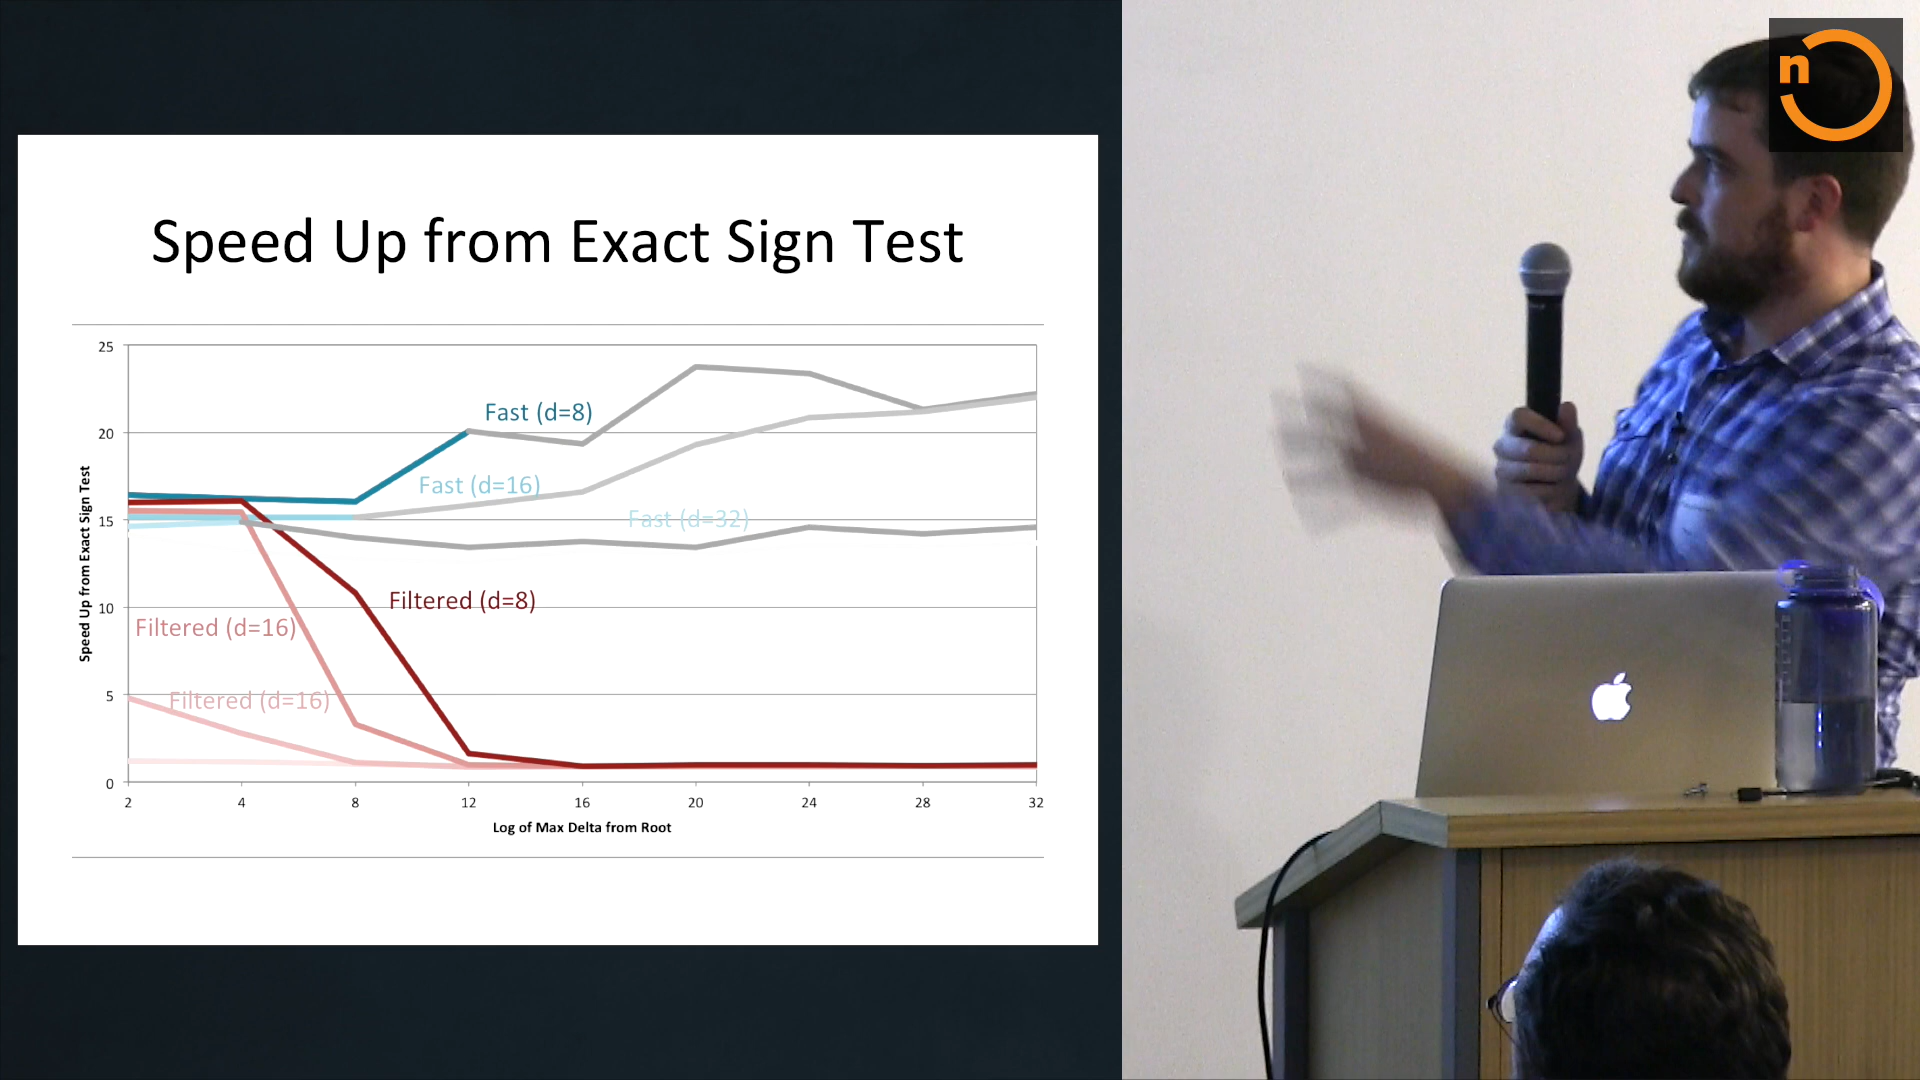 n
Speed Up from Exact Sign Test
25
20
15
10
5
0
Speed Up from Exact Sign Test
Fast (d=8)
Fast (d=16)
Fast (d=32)
Filtered (d=8)
Filtered (d=16)
Filtered (d=16)
2 4 8 12 16 20 24 28 32
Log of Max Delta from Root